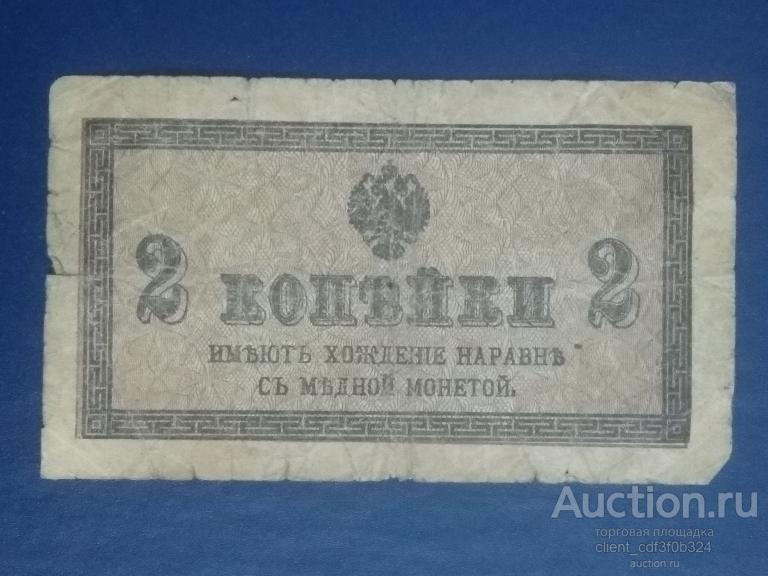 2 КОПѢЙКИ 2
ИМѢЮТЪ ХОЖДЕНІЕ НАРАВНѢ
СЪ МѢДНОЙ МОНЕТОЙ.
Auction.ru
торговая площадка
client_cdf3f0b324
auction.ru